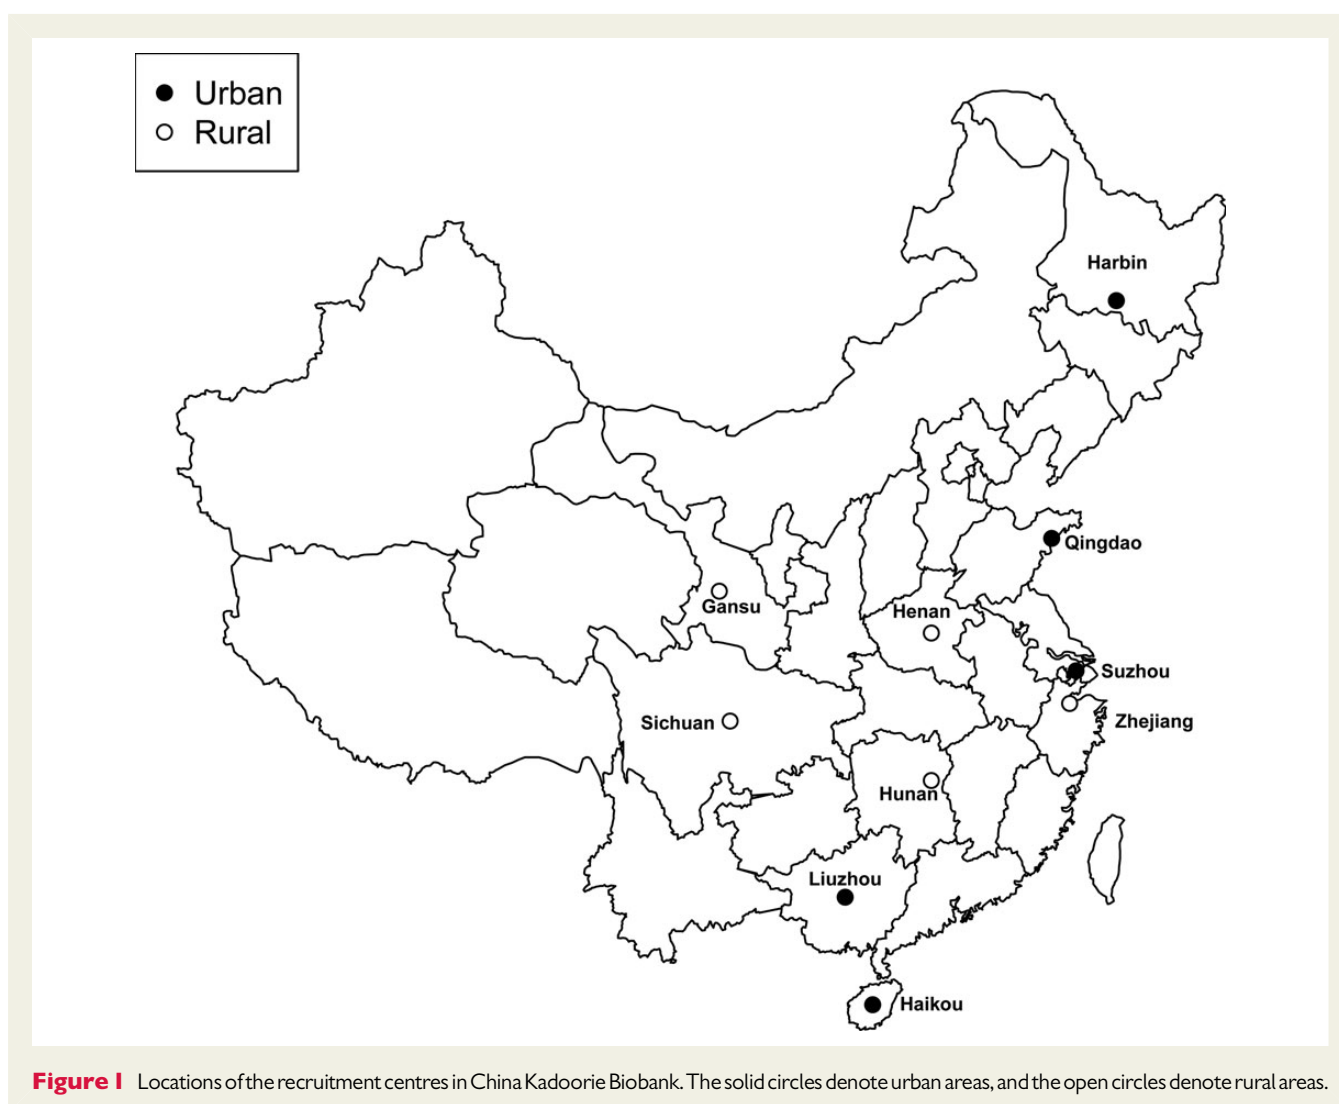 Urban
Rural
Harbin
Qingdao
Gansu
Henan
Suzhou
Sichuan
Zhejiang
Hunan
Liuzhou
Haikou
Figure 1 Locations of the recruitment centres in China Kadoorie Biobank. The solid circles denote urban areas, and the open circles denote rural areas.